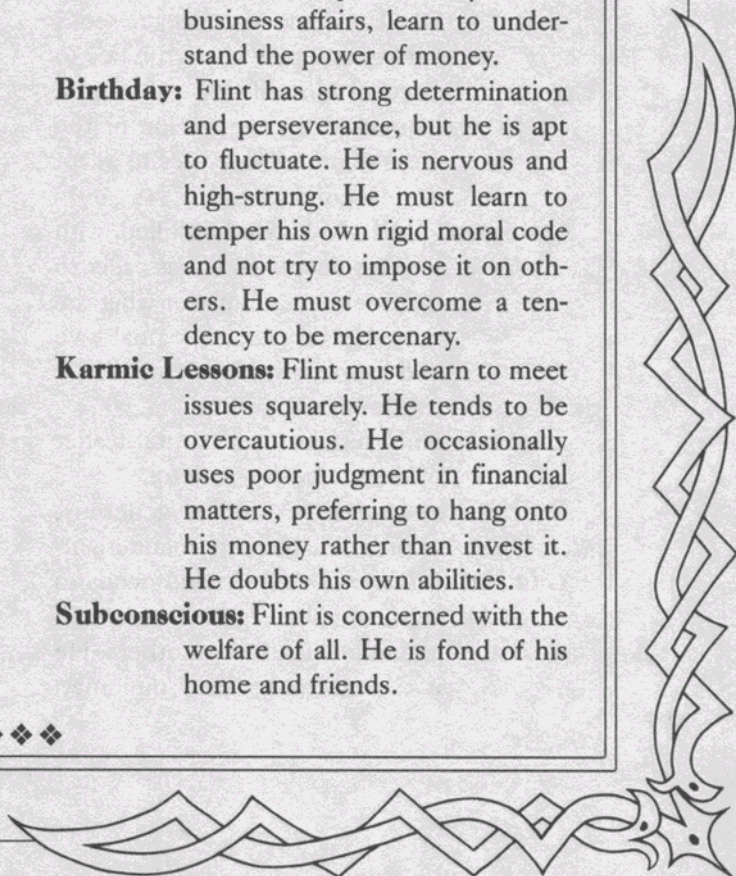 business affairs, learn to under-
stand the power of money.
Birthday: Flint has strong determination
and perseverance, but he is apt
to fluctuate. He is nervous and
high-strung. He must learn to
temper his own rigid moral code
and not try to impose it on oth-
ers. He must overcome a ten-
dency to be mercenary.
Karmic Lessons: Flint must learn to meet
issues squarely. He tends to be
overcautious. He occasionally
uses poor judgment in financial
matters, preferring to hang onto
his money rather than invest it.
He doubts his own abilities.
Subconscious: Flint is concerned with the
welfare of all. He is fond of his
home and friends.